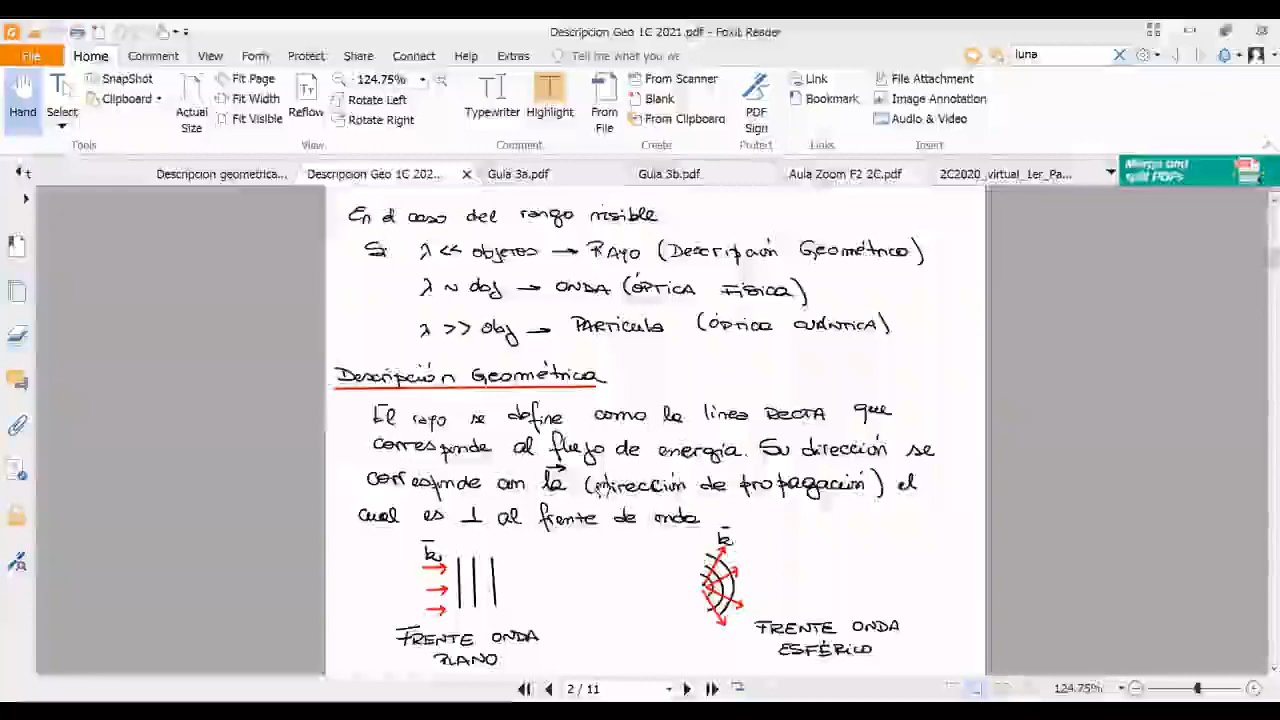 Descripcion Geo 1C 2021.pdf - Foxit Reader
File Home Comment View Form Protect Share Connect Help Extras Tell me what you w luna
SnapShot Fit Page 124.75% From Scanner Link File Attachment
Clipboard Fit Width Rotate Left Blank Bookmark Image Annotation
Hand Select Actual Size Fit Visible Reflow Rotate Right Typewriter Highlight From File From Clipboard PDF Sign Audio & Video
Tools View Comment Create Protect Links Insert
Descripcion geometrica... Descripcion Geo 1C 202... Guia 3a.pdf Guia 3b.pdf Aula Zoom F2 2C.pdf 2C2020_virtual_1er_Pa... Merge and split PDFs
En el caso del rango visible
Si λ << objetos → RAYO (Descripción Geométrica)
λ ~ obj → ONDA (ÓPTICA FÍSICA)
λ >> obj → PARTICULA (ÓPTICA CUÁNTICA)
Descripción Geométrica
El rayo se define como la línea RECTA que
corresponde al flujo de energía. Su dirección se
corresponde con k (dirección de propagación) el
cual es ⊥ al frente de onda
k k
FRENTE ONDA PLANO
FRENTE ONDA ESFÉRICO
2 / 11 124.75%